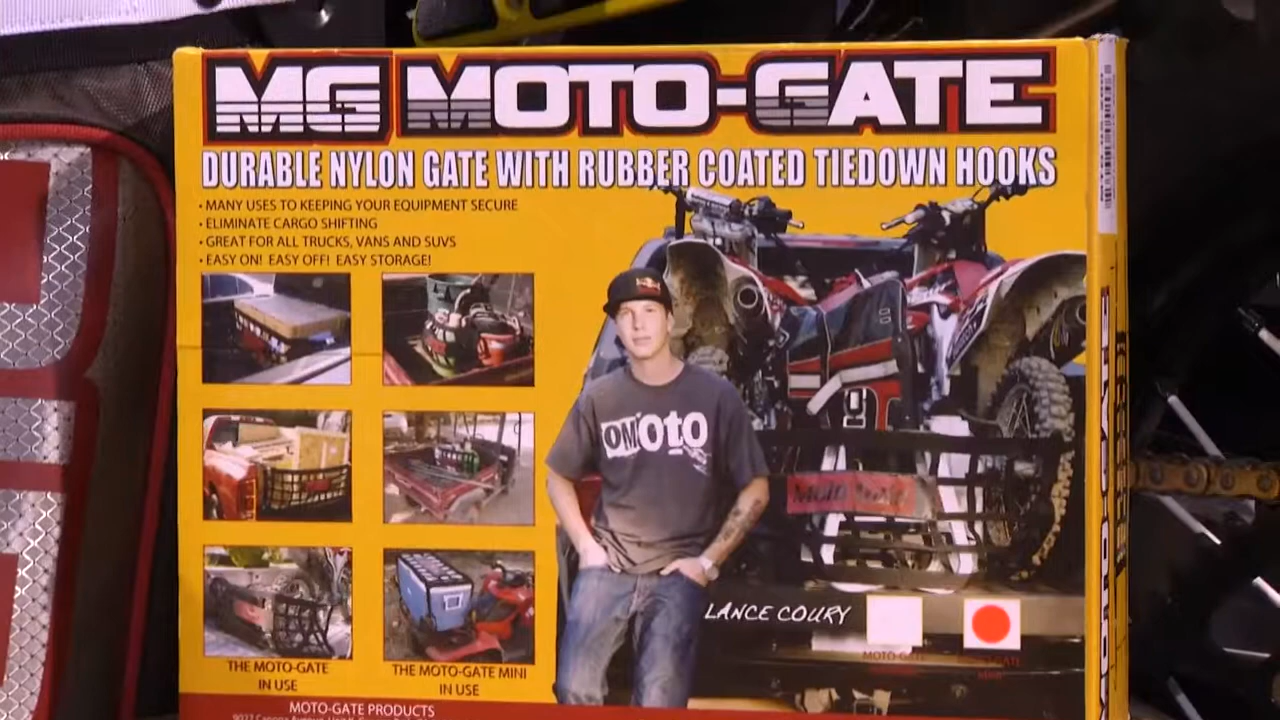 MG MOTO-GATE
DURABLE NYLON GATE WITH RUBBER COATED TIEDOWN HOOKS
• MANY USES TO KEEPING YOUR EQUIPMENT SECURE
• ELIMINATE CARGO SHIFTING
• GREAT FOR ALL TRUCKS, VANS AND SUVS
• EASY ON! EASY OFF! EASY STORAGE!
OMOto
Moto Gate
LANCE COURY
MOTO-GATE
THE MOTO-GATE
IN USE
THE MOTO-GATE MINI
IN USE
MOTO-GATE PRODUCTS